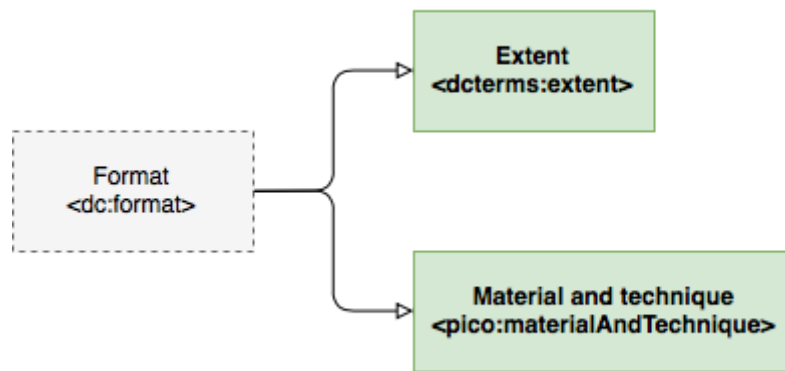 Extent
<dcterms:extent>
Format
<dc:format>
Material and technique
<pico:materialAndTechnique>